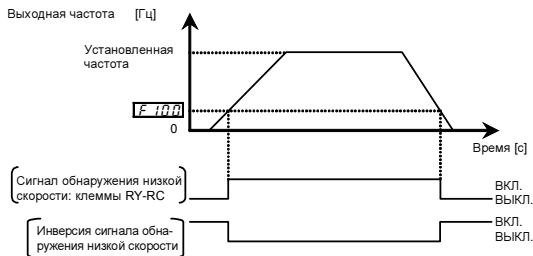 Выходная частота [Гц]
Установленная
частота
F 100
0
Время [с]
Сигнал обнаружения низкой
скорости: клеммы RY-RC
ВКЛ.
ВЫКЛ.
Инверсия сигнала обна-
ружения низкой скорости
ВКЛ.
ВЫКЛ.